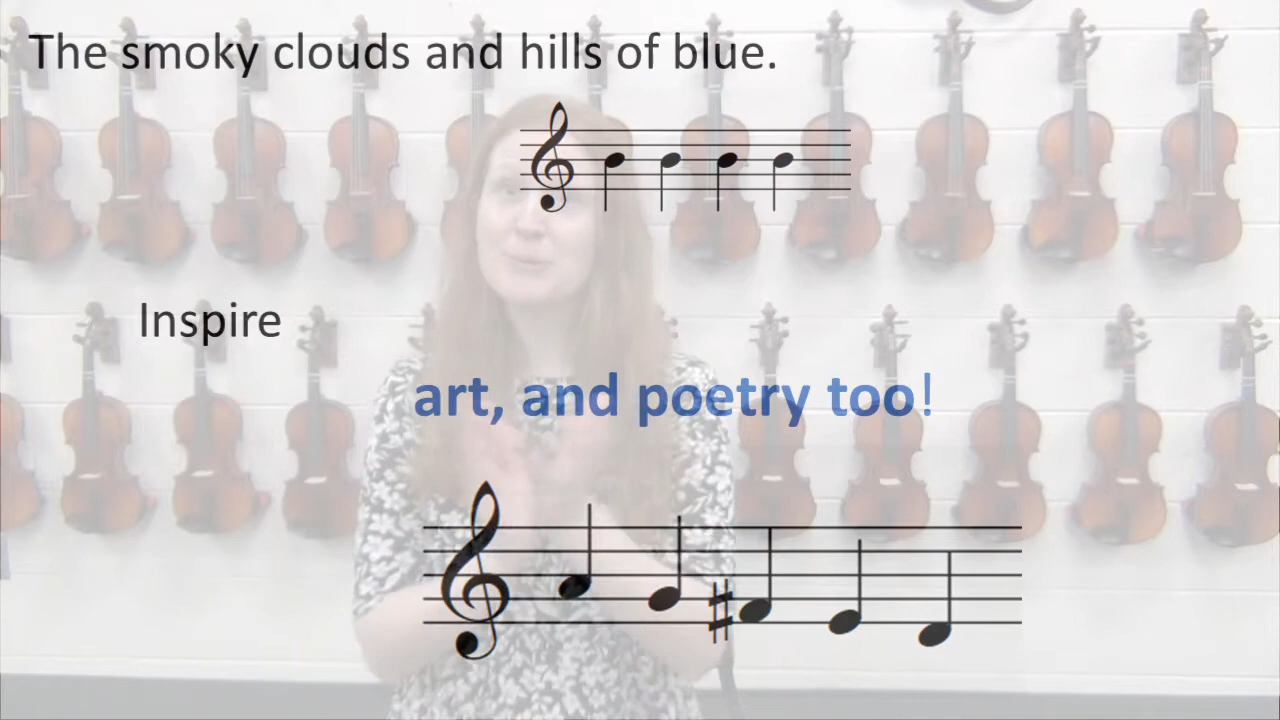 The smoky clouds and hills of blue.
Inspire
art, and poetry too!